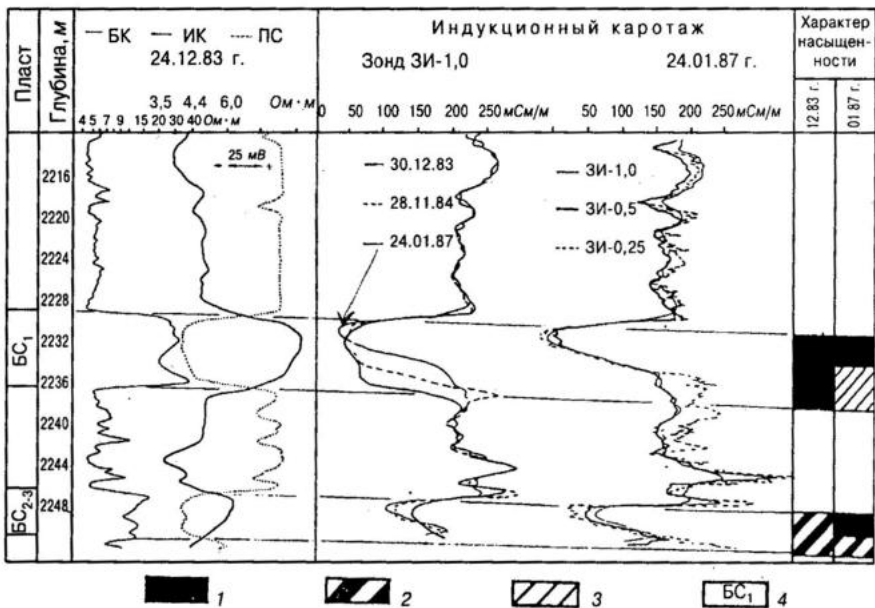 Пласт
Глубина, м
БК ИК ПС
24.12.83 г.
3,5 4,4 6,0 Ом·м
4 5 7 9 15 20 30 40 Ом·м
25 мВ
- +
Индукционный каротаж
Зонд ЗИ-1,0 24.01.87 г.
0 50 100 150 200 250 мСм/м
50 100 150 200 250 мСм/м
30.12.83
28.11.84
24.01.87
ЗИ-1,0
ЗИ-0,5
ЗИ-0,25
Характер
насыщен-
ности
12.83 г.
01.87 г.
2216
2220
2224
2228
2232
2236
2240
2244
2248
БС₁
БС₂₋₃
1 2 3 БС₁ 4